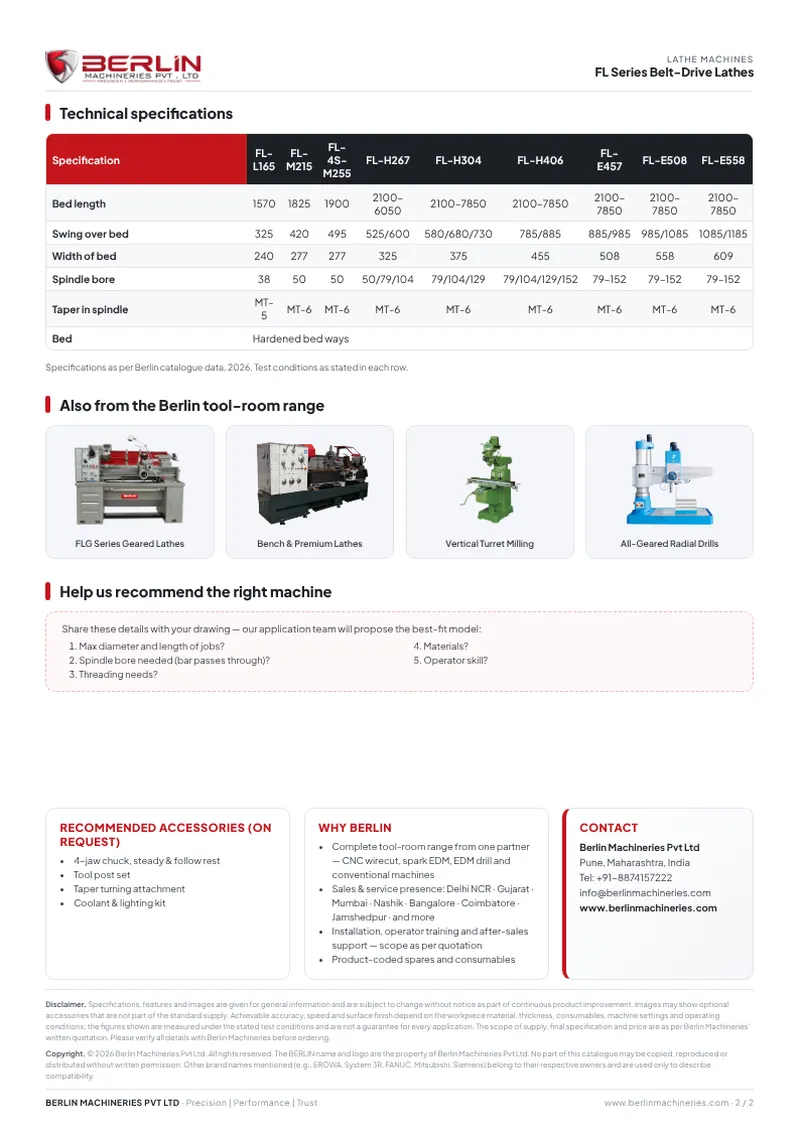 BERLIN
MACHINERIES PVT. LTD
PRECISION | PERFORMANCE | TRUST
LATHE MACHINES
FL Series Belt-Drive Lathes
Technical specifications
Specification FL-L165 FL-M215 FL-4S-M255 FL-H267 FL-H304 FL-H406 FL-E457 FL-E508 FL-E558
Bed length 1570 1825 1900 2100-6050 2100-7850 2100-7850 2100-7850 2100-7850 2100-7850
Swing over bed 325 420 495 525/600 580/680/730 785/885 885/985 985/1085 1085/1185
Width of bed 240 277 277 325 375 455 508 558 609
Spindle bore 38 50 50 50/79/104 79/104/129 79/104/129/152 79-152 79-152 79-152
Taper in spindle MT-5 MT-6 MT-6 MT-6 MT-6 MT-6 MT-6 MT-6 MT-6
Bed Hardened bed ways
Specifications as per Berlin catalogue data, 2026. Test conditions as stated in each row.
Also from the Berlin tool-room range
FLG Series Geared Lathes
Bench & Premium Lathes
Vertical Turret Milling
All-Geared Radial Drills
Help us recommend the right machine
Share these details with your drawing — our application team will propose the best-fit model:
1. Max diameter and length of jobs?
2. Spindle bore needed (bar passes through)?
3. Threading needs?
4. Materials?
5. Operator skill?
RECOMMENDED ACCESSORIES (ON
REQUEST)
• 4-jaw chuck, steady & follow rest
• Tool post set
• Taper turning attachment
• Coolant & lighting kit
WHY BERLIN
• Complete tool-room range from one partner
— CNC wirecut, spark EDM, EDM drill and
conventional machines
• Sales & service presence: Delhi NCR · Gujarat ·
Mumbai · Nashik · Bangalore · Coimbatore ·
Jamshedpur · and more
• Installation, operator training and after-sales
support — scope as per quotation
• Product-coded spares and consumables
CONTACT
Berlin Machineries Pvt Ltd
Pune, Maharashtra, India
Tel: +91-8874157222
info@berlinmachineries.com
www.berlinmachineries.com
Disclaimer. Specifications, features and images are given for general information and are subject to change without notice as part of continuous product improvement. Images may show optional
accessories that are not part of the standard supply. Achievable accuracy, speed and surface finish depend on the workpiece material, thickness, consumables, machine settings and operating
conditions; the figures shown are measured under the stated test conditions and are not a guarantee for every application. The scope of supply, final specification and price are as per Berlin Machineries'
written quotation. Please verify all details with Berlin Machineries before ordering.
Copyright. © 2026 Berlin Machineries Pvt Ltd. All rights reserved. The BERLIN name and logo are the property of Berlin Machineries Pvt Ltd. No part of this catalogue may be copied, reproduced or
distributed without written permission. Other brand names mentioned (e.g., EROWA, System 3R, FANUC, Mitsubishi, Siemens) belong to their respective owners and are used only to describe
compatibility.
BERLIN MACHINERIES PVT LTD · Precision | Performance | Trust
www.berlinmachineries.com · 2 / 2